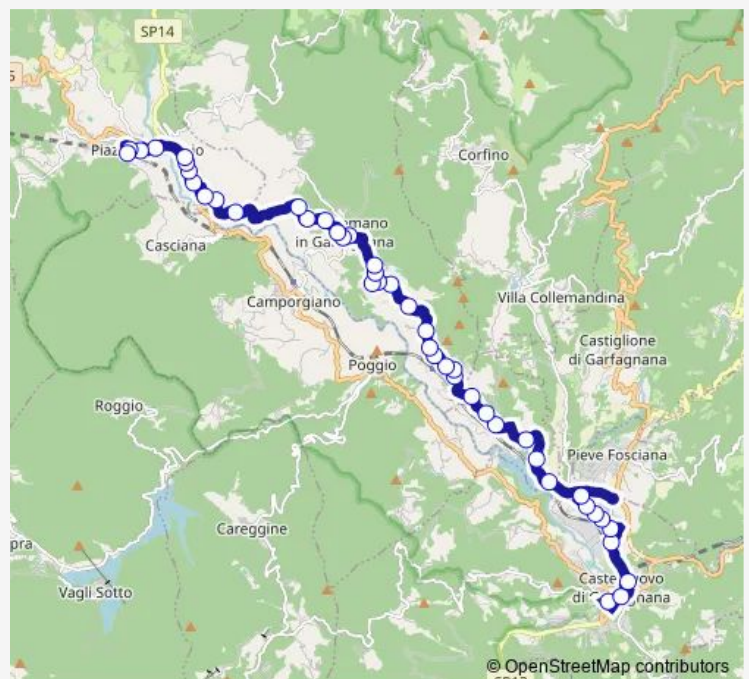 SP14
5
Corfino
Casciana
in Ga
Villa Collemandina
Camporgiano
Castiglione
di Garfagnana
Poggio
Roggio
Pieve Fosciana
Careggine
pra
Vagli Sotto
Caste
ovo
di G
gnana
© OpenStreetMap contributors